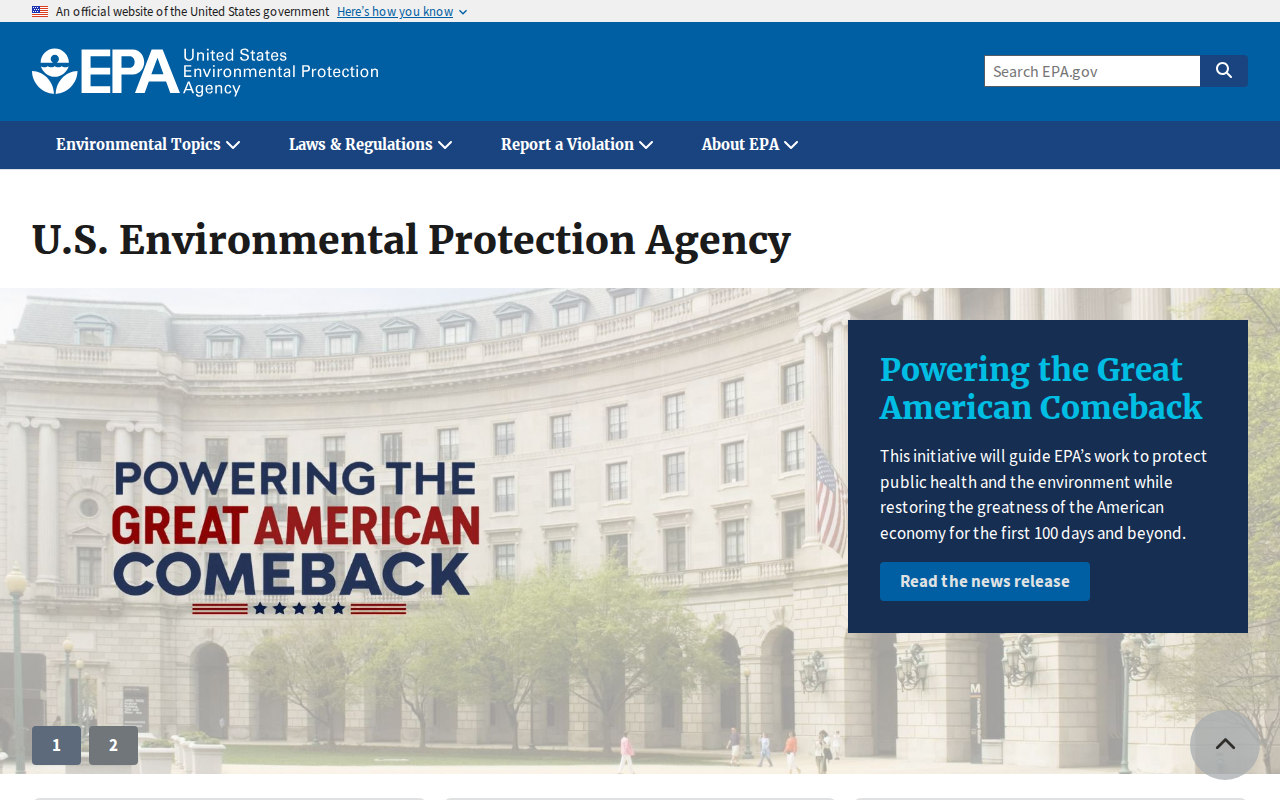 An official website of the United States government Here's how you know
EPA United States
Environmental Protection
Agency
Search EPA.gov
Environmental Topics
Laws & Regulations
Report a Violation
About EPA
U.S. Environmental Protection Agency
POWERING THE
GREAT AMERICAN
COMEBACK
Powering the Great
American Comeback
This initiative will guide EPA's work to protect
public health and the environment while
restoring the greatness of the American
economy for the first 100 days and beyond.
Read the news release
M
1
2